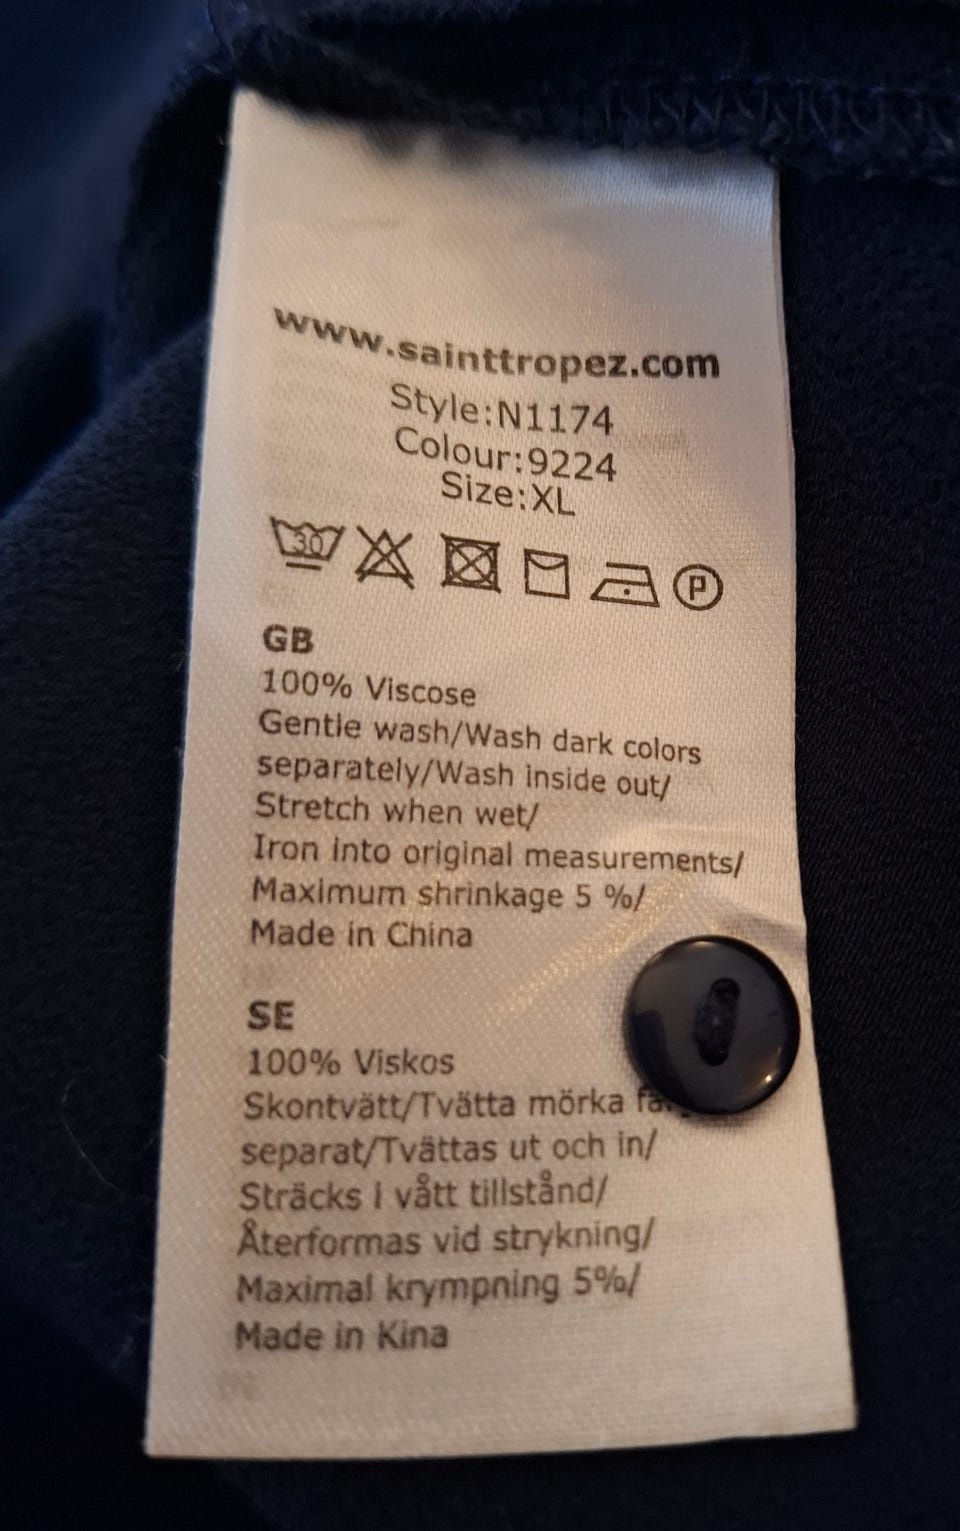 www.sainttropez.com
Style:N1174
Colour:9224
Size:XL
30 P
GB
100% Viscose
Gentle wash/Wash dark colors
separately/Wash inside out/
Stretch when wet/
Iron into original measurements/
Maximum shrinkage 5 %/
Made in China
SE
100% Viskos
Skontvätt/Tvätta mörka
separat/Tvättas ut och in/
Sträcks i vått tillstånd/
Återformas vid strykning/
Maximal krympning 5%/
Made in Kina